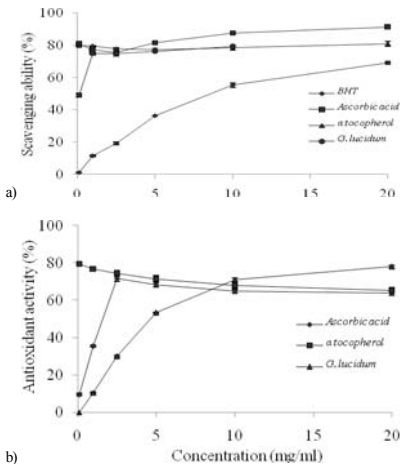 100
80
60
40
20
0
Scavenging ability (%)
BHT
Ascorbic acid
α tocopherol
G.lucidum
0 5 10 15 20
a)
100
80
60
40
20
0
Antioxidant activity (%)
Ascorbic acid
α tocopherol
G.lucidum
0 5 10 15 20
b)
Concentration (mg/ml)